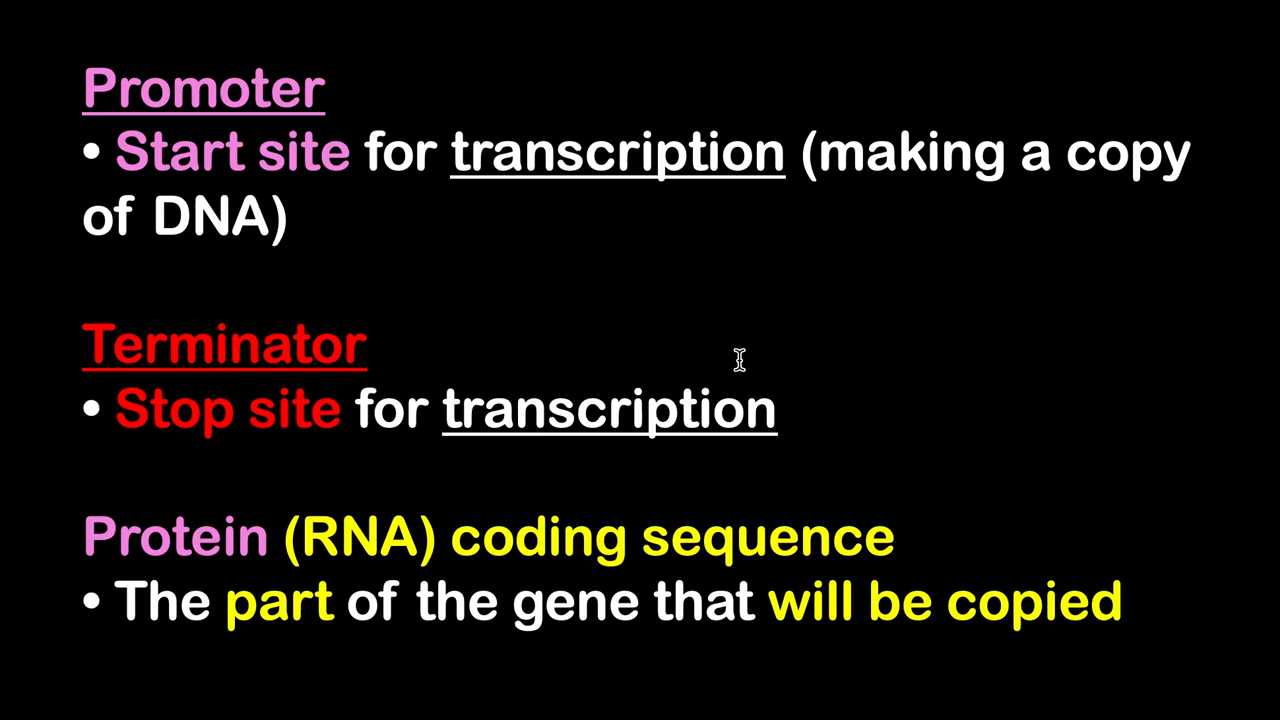 Promoter
• Start site for transcription (making a copy
of DNA)
Terminator
• Stop site for transcription
Protein (RNA) coding sequence
• The part of the gene that will be copied